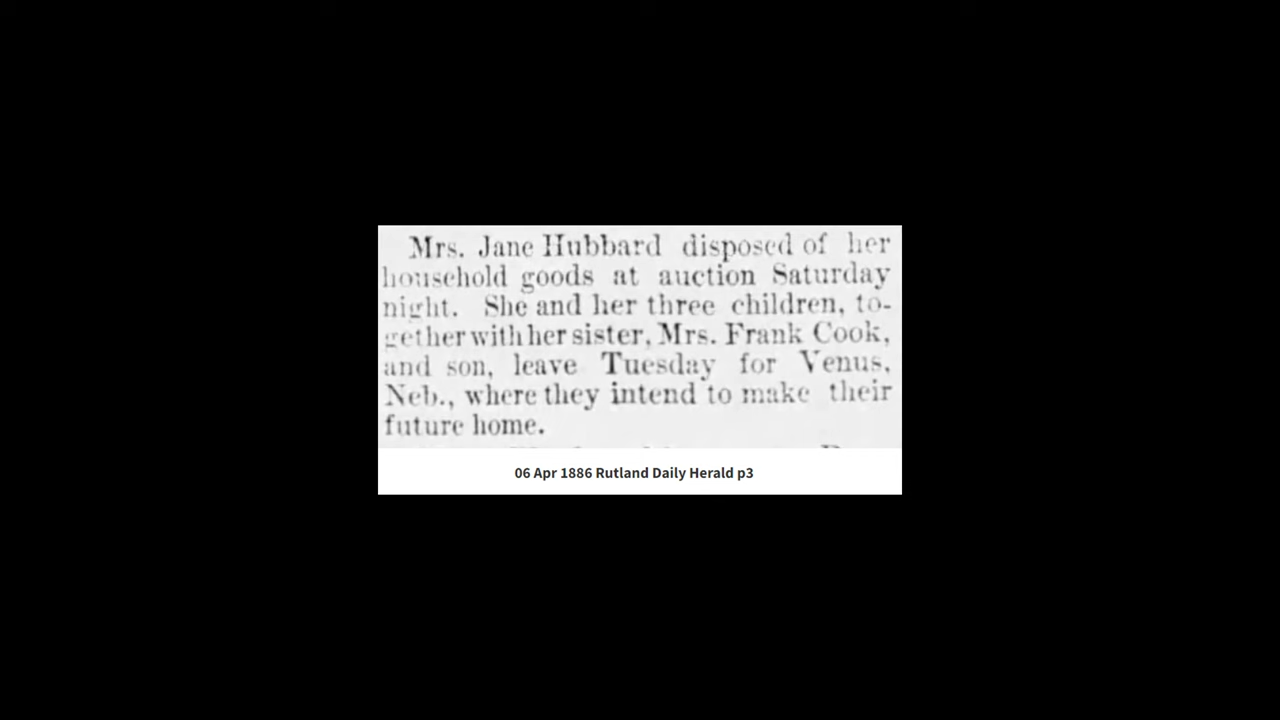 Mrs. Jane Hubbard disposed of her
household goods at auction Saturday
night. She and her three children, to-
gether with her sister, Mrs. Frank Cook,
and son, leave Tuesday for Venus,
Neb., where they intend to make their
future home.
06 Apr 1886 Rutland Daily Herald p3